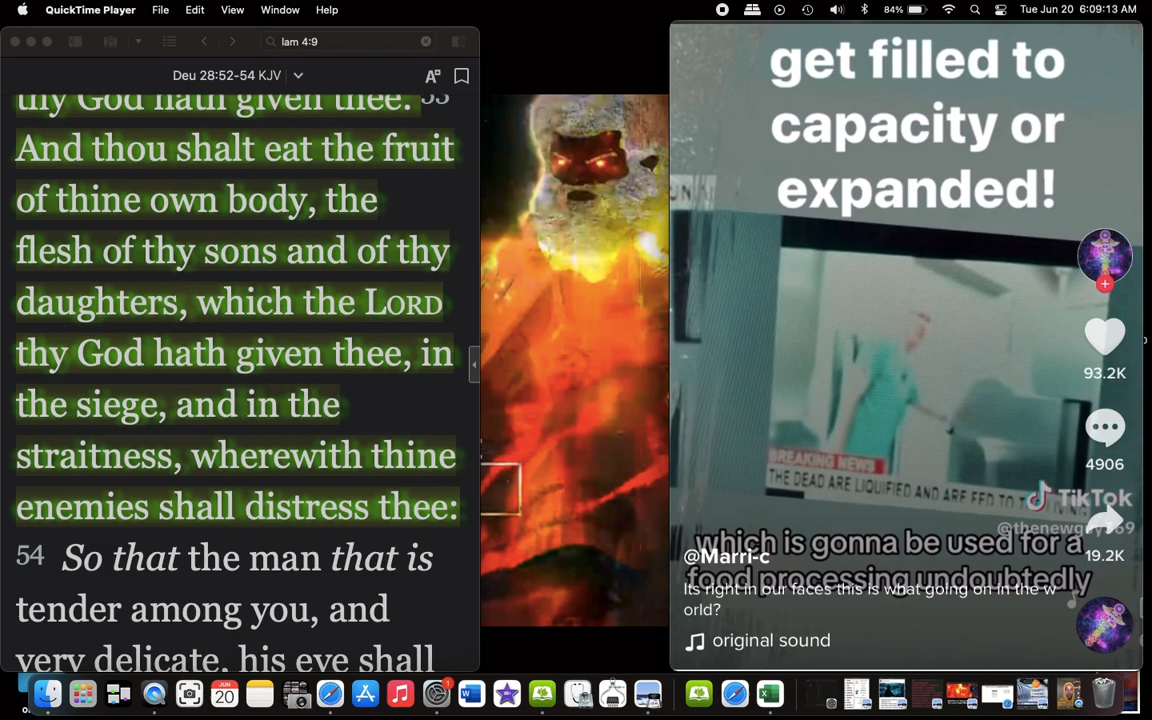 QuickTime Player File Edit View Window Help 84% Tue Jun 20 6:09:13 AM
lam 4:9
Deu 28:52-54 KJV
thy God hath given thee: 53
And thou shalt eat the fruit
of thine own body, the
flesh of thy sons and of thy
daughters, which the LORD
thy God hath given thee, in
the siege, and in the
straitness, wherewith thine
enemies shall distress thee:
54 So that the man that is
tender among you, and
very delicate, his eye shall
get filled to
capacity or
expanded!
BREAKING NEWS
THE DEAD ARE LIQUIFIED AND ARE FED TO
93.2K
4906
TikTok
19.2K
which is gonna be used for a
food processing undoubtedly
@Marri-c
Its right in our faces this is what going on in the w
orld?
original sound
JUN
20
1